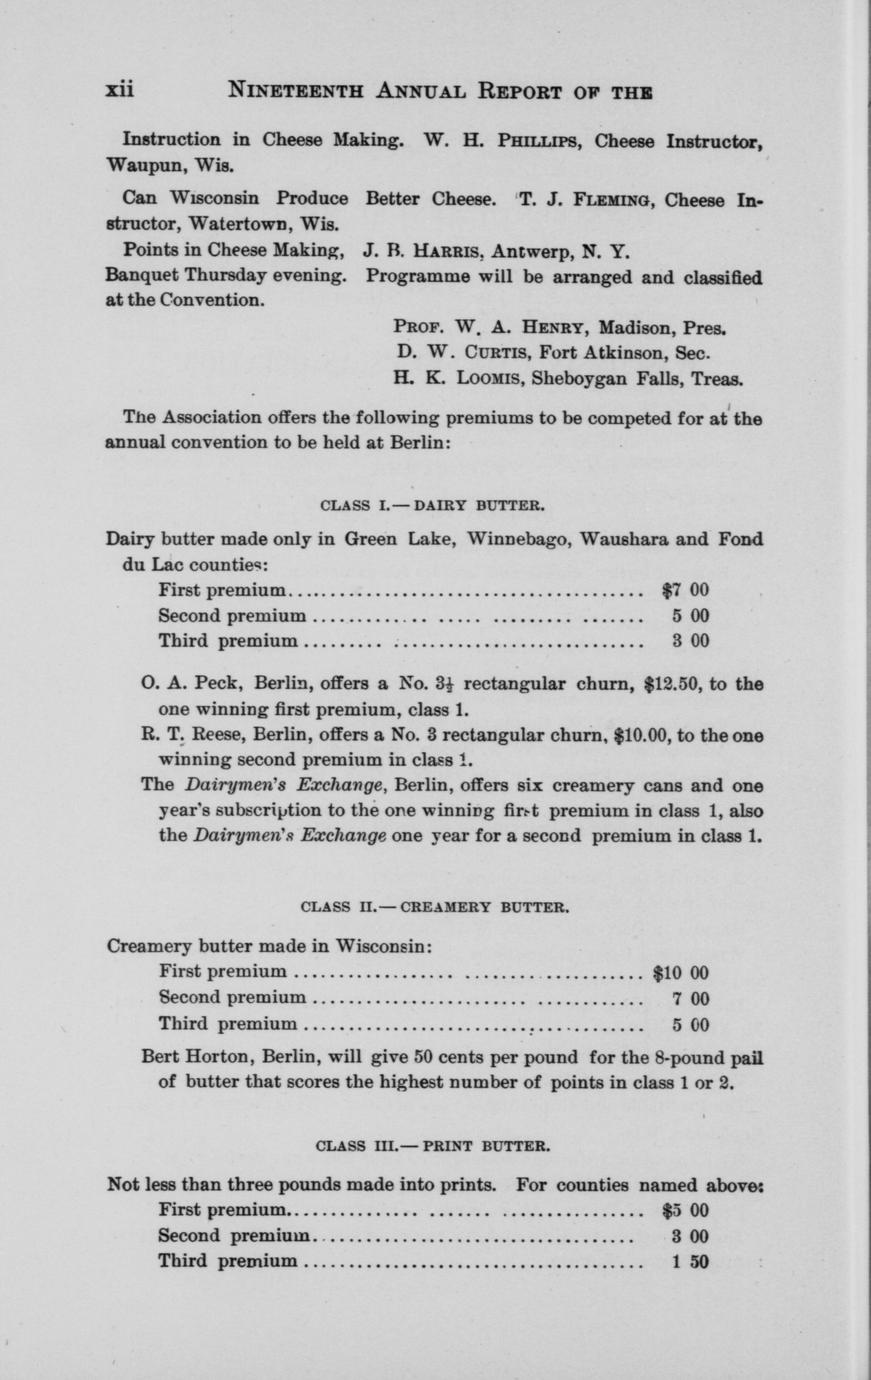 xii NINETEENTH ANNUAL REPORT OF THE
Instruction in Cheese Making. W. H. PHILLIPS, Cheese Instructor,
Waupun, Wis.
Can Wisconsin Produce Better Cheese. T. J. FLEMING, Cheese In-
structor, Watertown, Wis.
Points in Cheese Making, J. B. HARRIS, Antwerp, N. Y.
Banquet Thursday evening. Programme will be arranged and classified
at the Convention.
PROF. W. A. HENRY, Madison, Pres.
D. W. CURTIS, Fort Atkinson, Sec.
H. K. LOOMIS, Sheboygan Falls, Treas.
The Association offers the following premiums to be competed for at the
annual convention to be held at Berlin:
CLASS I.—DAIRY BUTTER.
Dairy butter made only in Green Lake, Winnebago, Waushara and Fond
du Lac counties:
First premium........................................ $7 00
Second premium ........................................ 5 00
Third premium ........................................ 3 00
O. A. Peck, Berlin, offers a No. 3½ rectangular churn, $12.50, to the
one winning first premium, class 1.
R. T. Reese, Berlin, offers a No. 3 rectangular churn, $10.00, to the one
winning second premium in class 1.
The Dairymen's Exchange, Berlin, offers six creamery cans and one
year's subscription to the one winning first premium in class 1, also
the Dairymen's Exchange one year for a second premium in class 1.
CLASS II.—CREAMERY BUTTER.
Creamery butter made in Wisconsin:
First premium ........................................ $10 00
Second premium ........................................ 7 00
Third premium ........................................ 5 00
Bert Horton, Berlin, will give 50 cents per pound for the 8-pound pail
of butter that scores the highest number of points in class 1 or 2.
CLASS III.—PRINT BUTTER.
Not less than three pounds made into prints. For counties named above:
First premium........................................ $5 00
Second premium........................................ 3 00
Third premium ........................................ 1 50